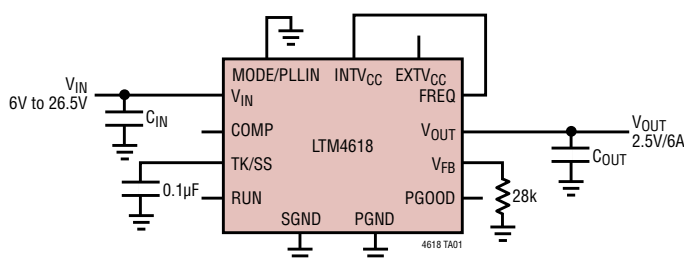 MODE/PLLIN INTVCC EXTVCC
VIN
6V to 26.5V
VIN
FREQ
CIN
COMP
LTM4618
VOUT
VOUT
2.5V/6A
COUT
TK/SS
VFB
0.1µF
RUN
PGOOD
28k
SGND PGND
4618 TA01